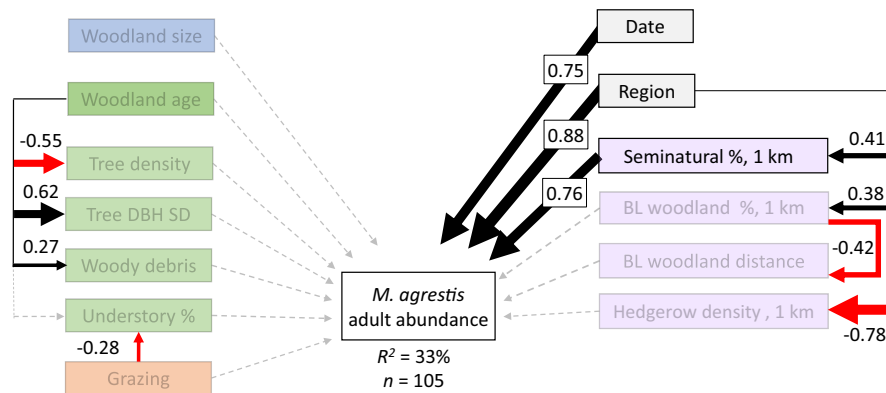 Woodland size
Woodland age
-0.55
Tree density
0.62
Tree DBH SD
0.27
Woody debris
Understory %
-0.28
Grazing
M. agrestis
adult abundance
R² = 33%
n = 105
Date
0.75
Region
0.88
0.41
Seminatural %, 1 km
0.76
0.38
BL woodland %, 1 km
-0.42
BL woodland distance
Hedgerow density , 1 km
-0.78